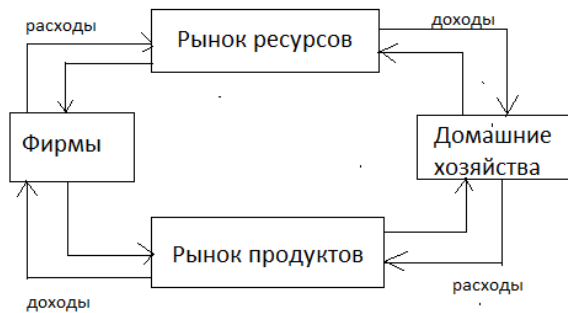 расходы
Рынок ресурсов
доходы
Фирмы
Домашние
хозяйства
Рынок продуктов
доходы
расходы